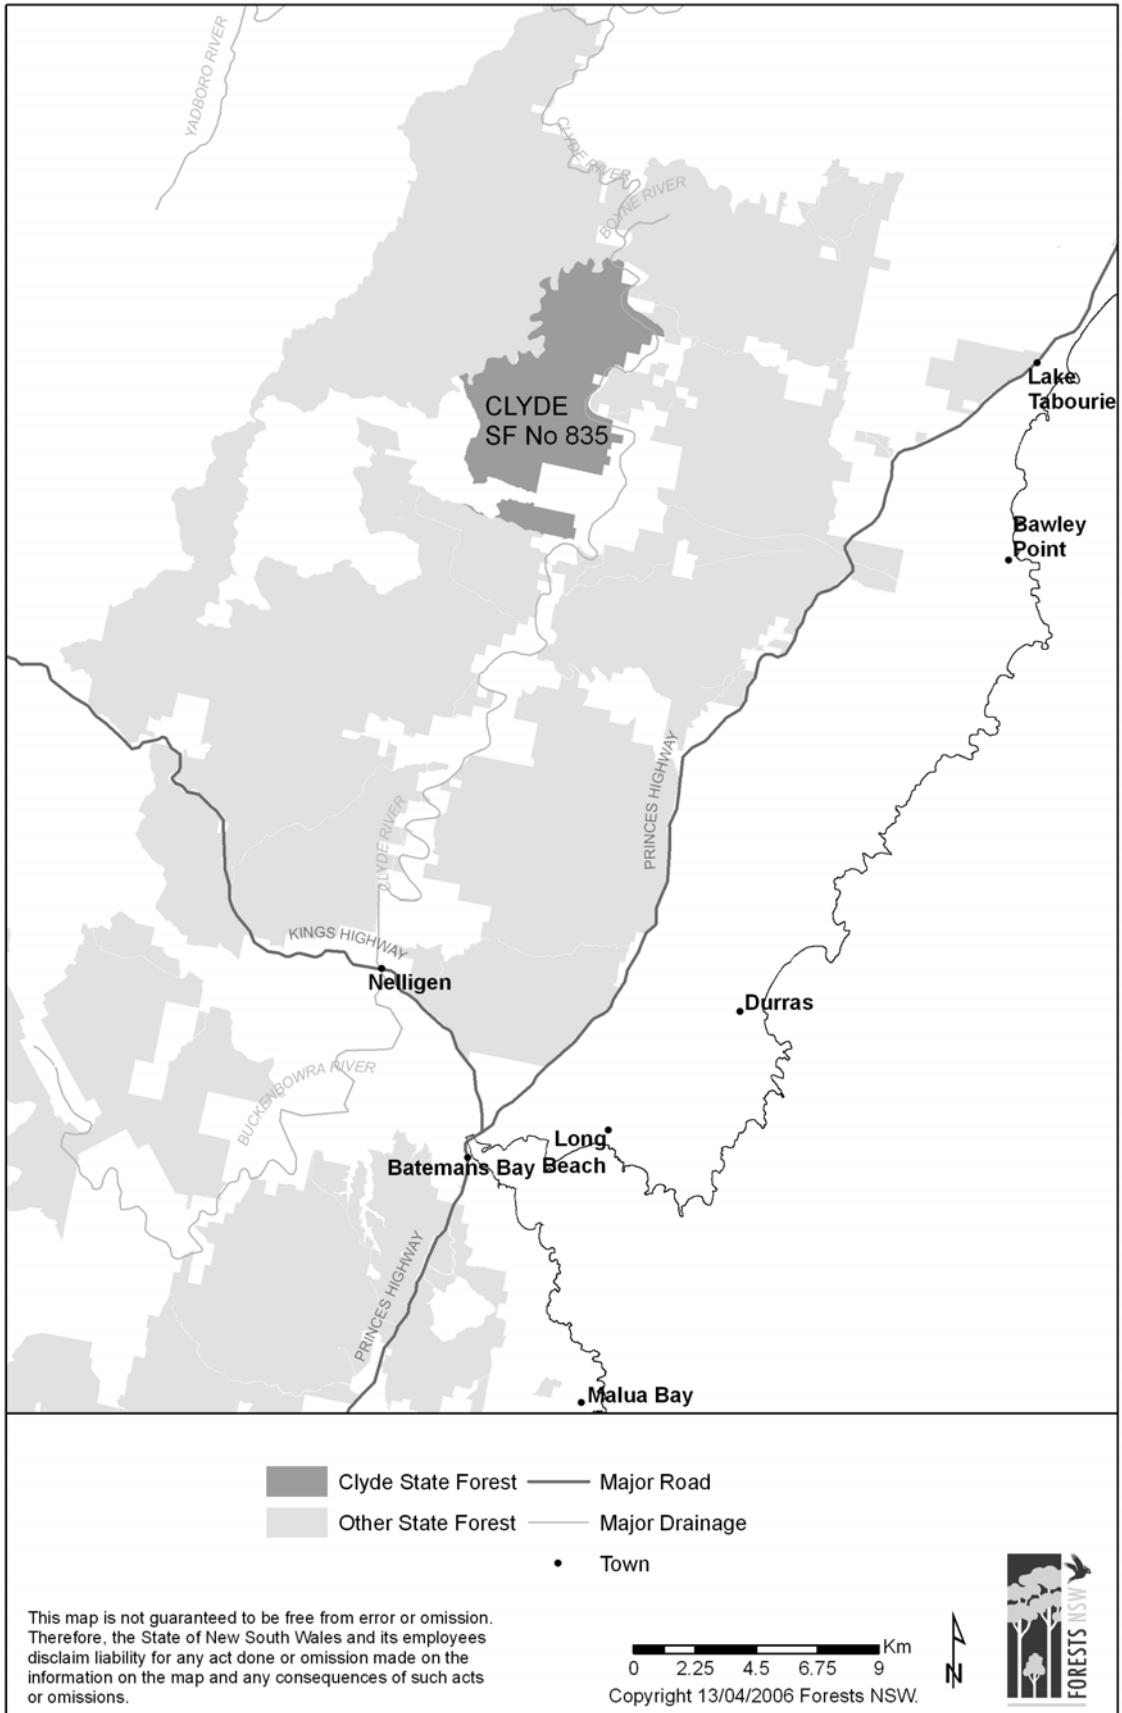 YADBORO RIVER
CLYDE RIVER
BOYNE RIVER
CLYDE
SF No 835
Lake
Tabourie
Bawley
Point
PRINCES HIGHWAY
CLYDE RIVER
KINGS HIGHWAY
Nelligen
Durras
BUCKENBOWRA RIVER
Long
Beach
Batemans Bay
PRINCES HIGHWAY
Malua Bay
Clyde State Forest
Major Road
Other State Forest
Major Drainage
Town
This map is not guaranteed to be free from error or omission.
Therefore, the State of New South Wales and its employees
disclaim liability for any act done or omission made on the
information on the map and any consequences of such acts
or omissions.
Km
0 2.25 4.5 6.75 9
Copyright 13/04/2006 Forests NSW.
N
FORESTS NSW